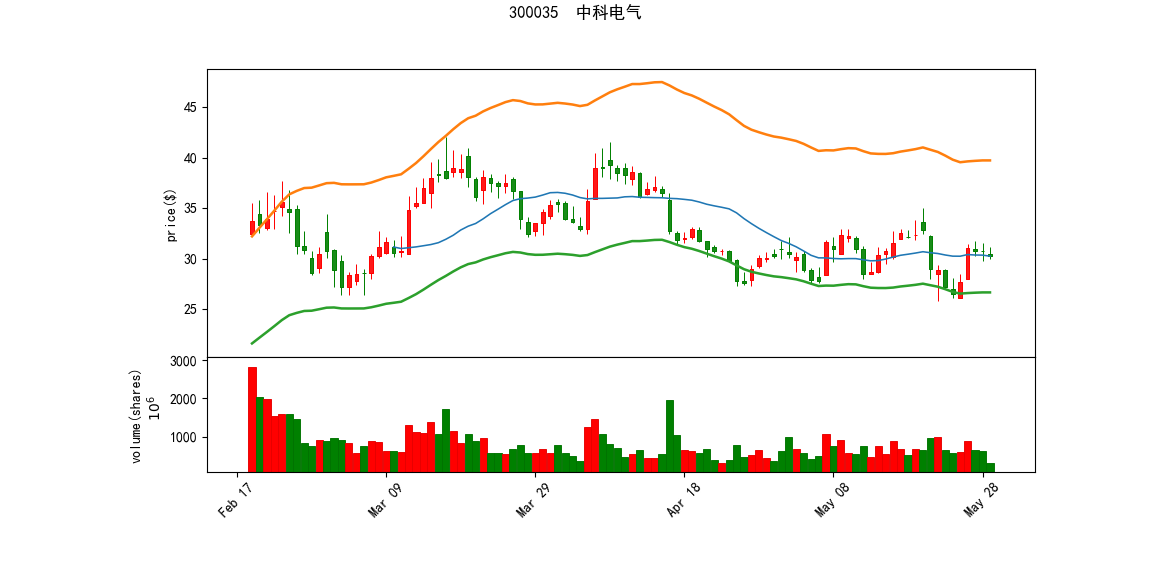 300035 中科电气
price($)
45
40
35
30
25
volume(shares)
10^6
3000
2000
1000
Feb 17
Mar 09
Mar 29
Apr 18
May 08
May 28